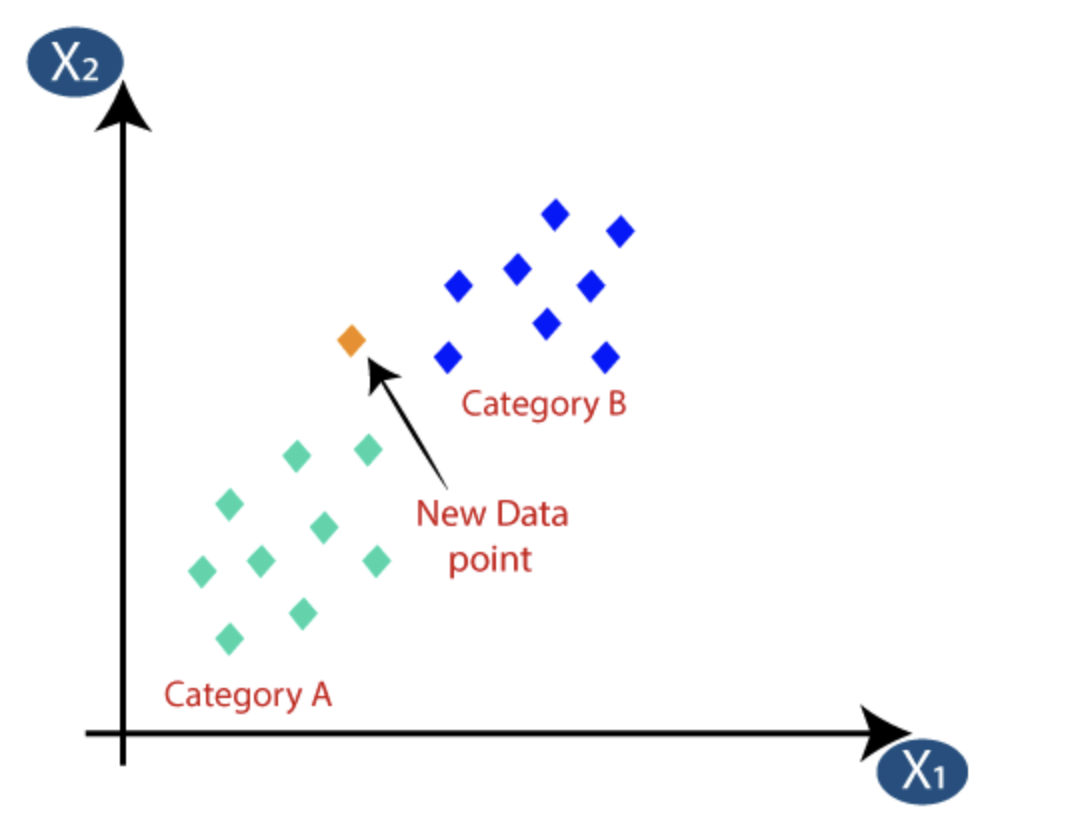 X2
Category B
New Data
point
Category A
X1